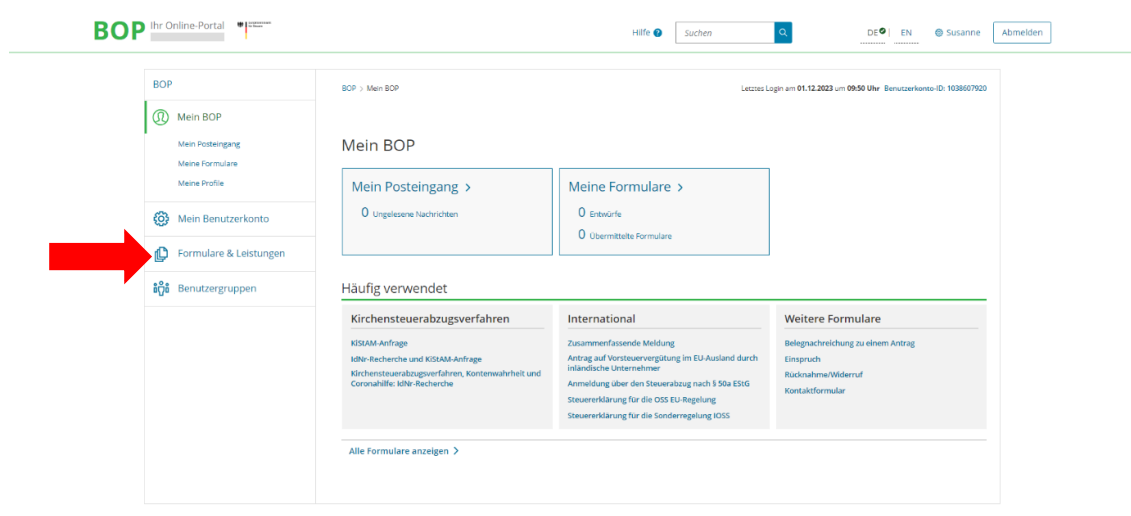 BOP Ihr Online-Portal
Hilfe ? Suchen DE | EN Susanne Abmelden
BOP
Mein BOP
Mein Posteingang
Meine Formulare
Meine Profile
Mein Benutzerkonto
Formulare & Leistungen
Benutzergruppen
BOP > Mein BOP
Letztes Login am 01.12.2023 um 09:50 Uhr Benutzerkonto-ID: 1038607920
Mein BOP
Mein Posteingang >
0 Ungelesene Nachrichten
Meine Formulare >
0 Entwürfe
0 Übermittelte Formulare
Häufig verwendet
Kirchensteuerabzugsverfahren
KiStAM-Anfrage
IdNr-Recherche und KiStAM-Anfrage
Kirchensteuerabzugsverfahren, Kontenwahrheit und
Coronahilfe: IdNr-Recherche
International
Zusammenfassende Meldung
Antrag auf Vorsteuervergütung im EU-Ausland durch
inländische Unternehmer
Anmeldung über den Steuerabzug nach § 50a EStG
Steuererklärung für die OSS EU-Regelung
Steuererklärung für die Sonderregelung IOSS
Weitere Formulare
Belegnachreichung zu einem Antrag
Einspruch
Rücknahme/Widerruf
Kontaktformular
Alle Formulare anzeigen >